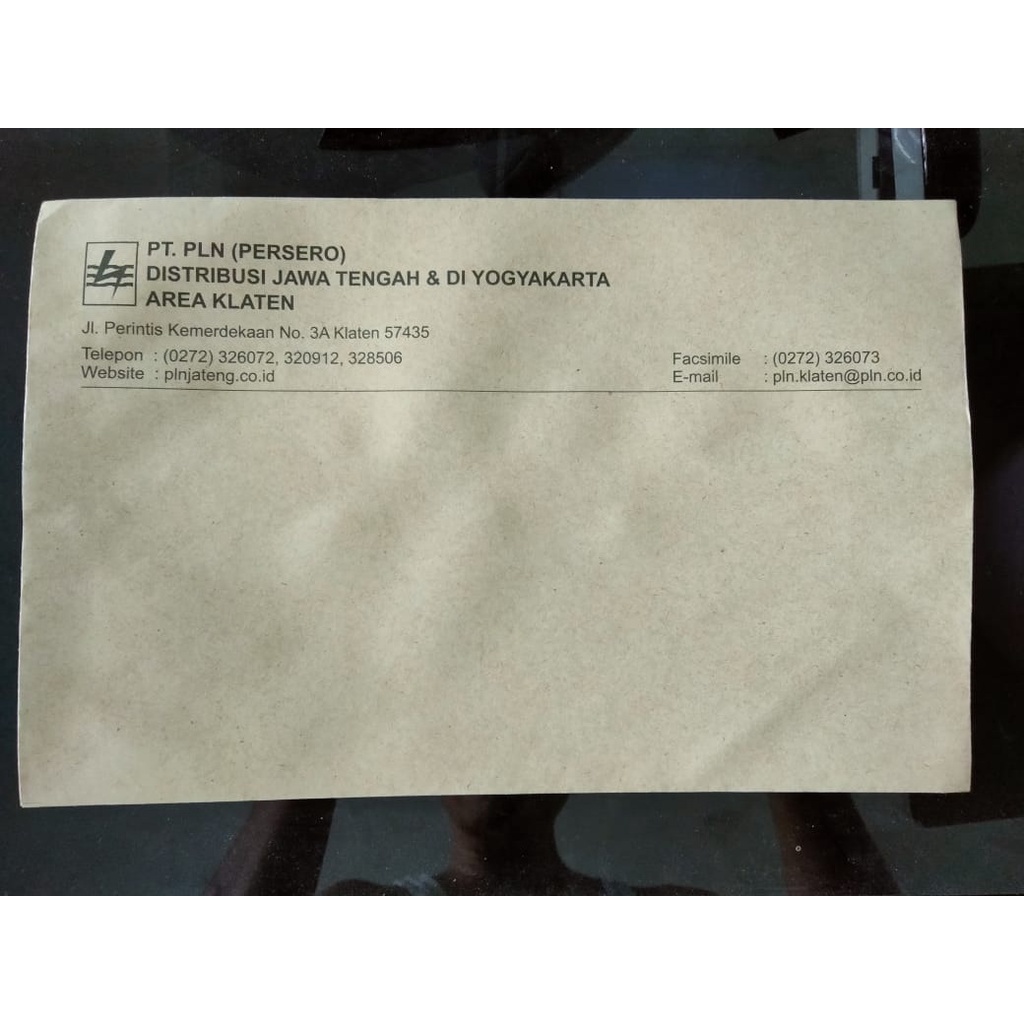 PT. PLN (PERSERO)
DISTRIBUSI JAWA TENGAH & DI YOGYAKARTA
AREA KLATEN
Jl. Perintis Kemerdekaan No. 3A Klaten 57435
Telepon : (0272) 326072, 320912, 328506 Facsimile : (0272) 326073
Website : plnjateng.co.id E-mail : pln.klaten@pln.co.id